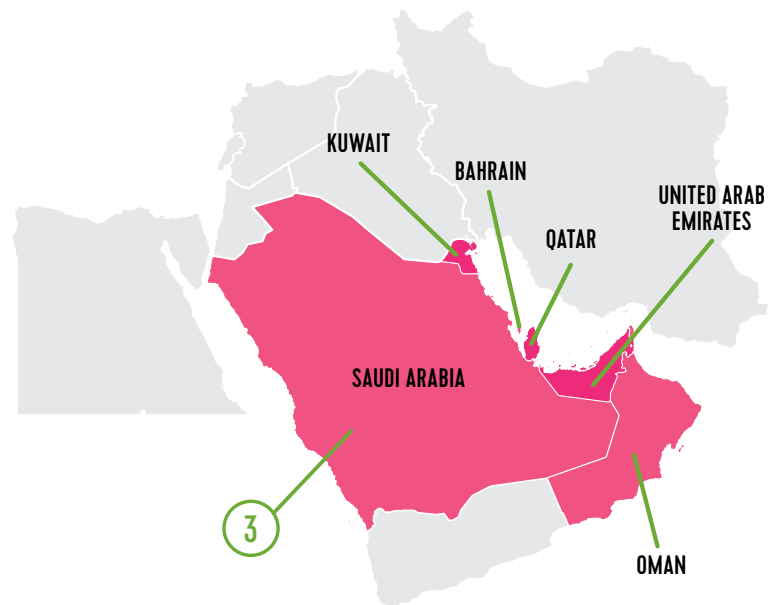 KUWAIT
BAHRAIN
UNITED ARAB
EMIRATES
QATAR
SAUDI ARABIA
3
OMAN